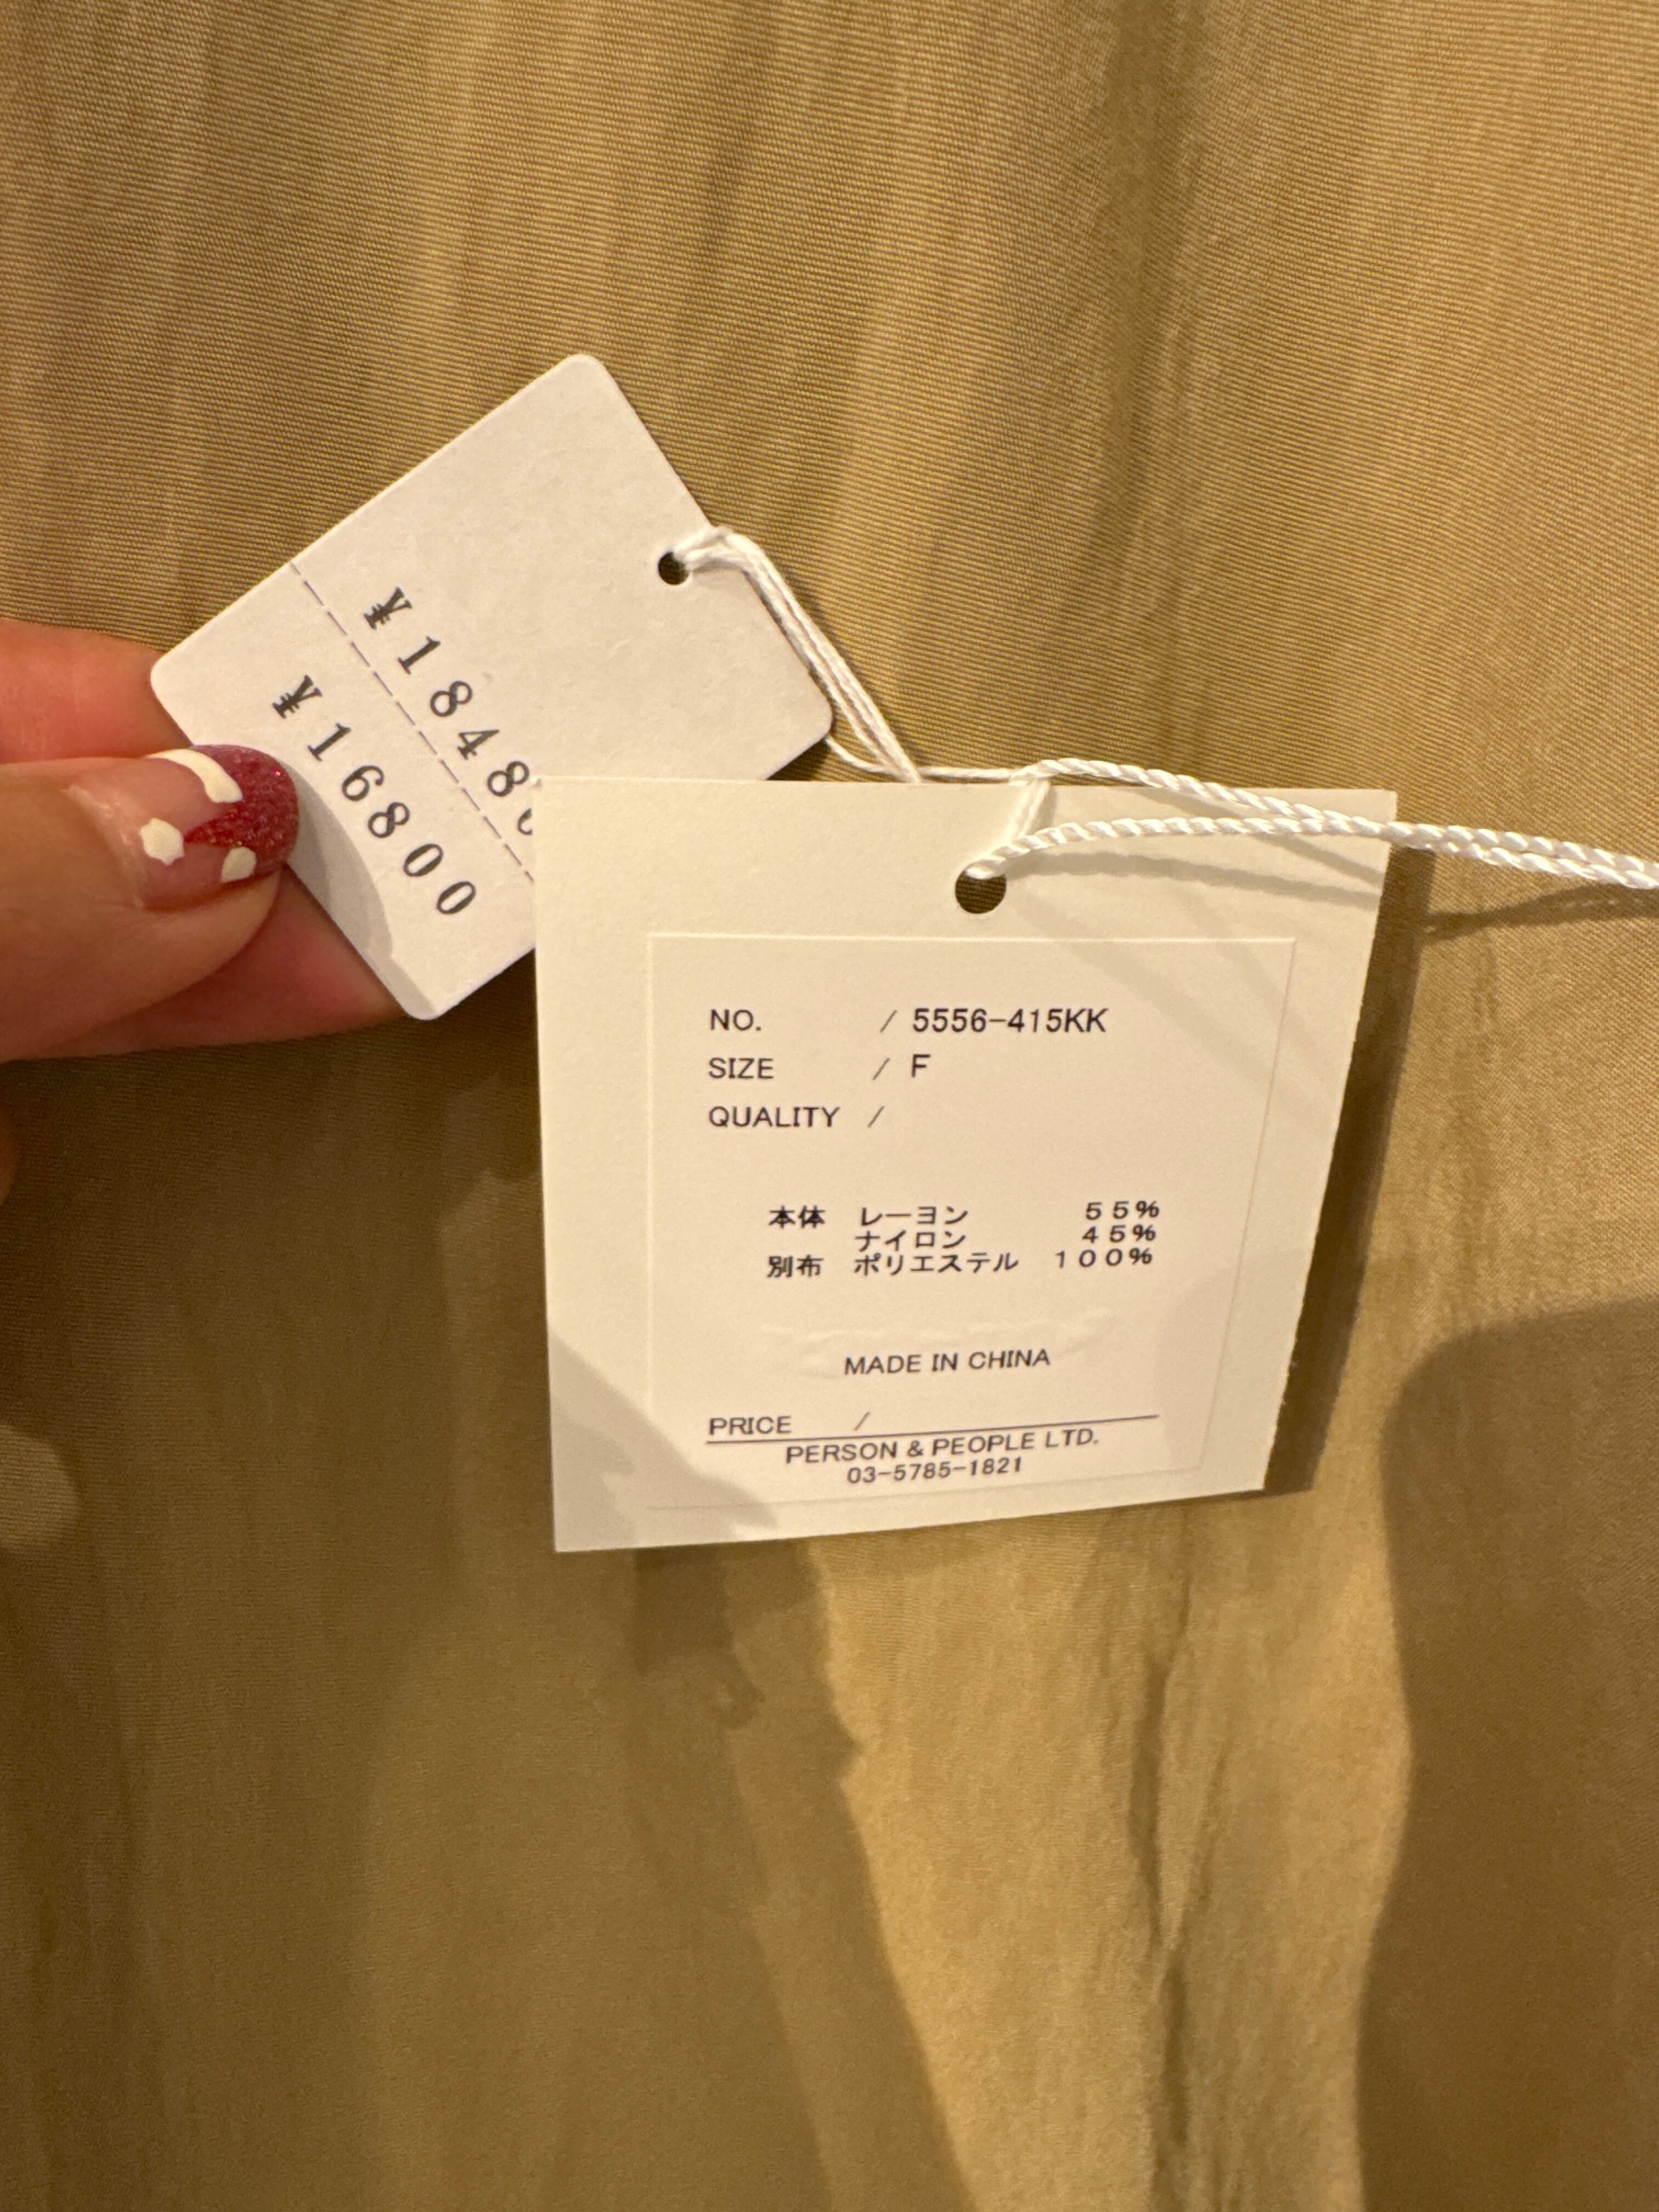 ¥16800
NO. / 5556-415KK
SIZE / F
QUALITY /
本体 レーヨン 55%
ナイロン 45%
別布 ポリエステル 100%
MADE IN CHINA
PRICE /
PERSON & PEOPLE LTD.
03-5785-1821